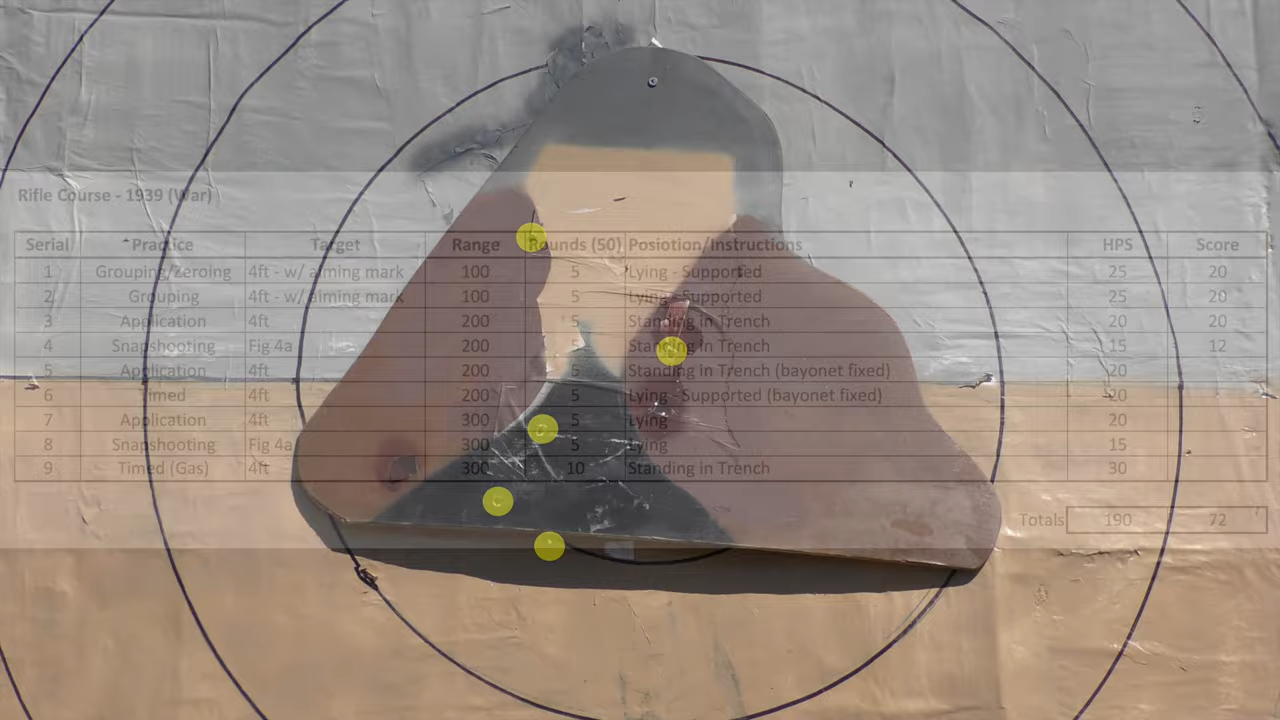 Rifle Course - 1939 (War)
Serial Practice Target Range Rounds (50) Posiotion/Instructions HPS Score
1 Grouping/Zeroing 4ft - w/ aiming mark 100 5 Lying - Supported 25 20
2 Grouping 4ft - w/ aiming mark 100 5 Lying - Supported 25 20
3 Application 4ft 200 5 Standing in Trench 20 20
4 Snapshooting Fig 4a 200 5 Standing in Trench 15 12
5 Application 4ft 200 5 Standing in Trench (bayonet fixed) 20
6 Timed 4ft 200 5 Lying - Supported (bayonet fixed) 20
7 Application 4ft 300 5 Lying 20
8 Snapshooting Fig 4a 300 5 Lying 15
9 Timed (Gas) 4ft 300 10 Standing in Trench 30
Totals 190 72